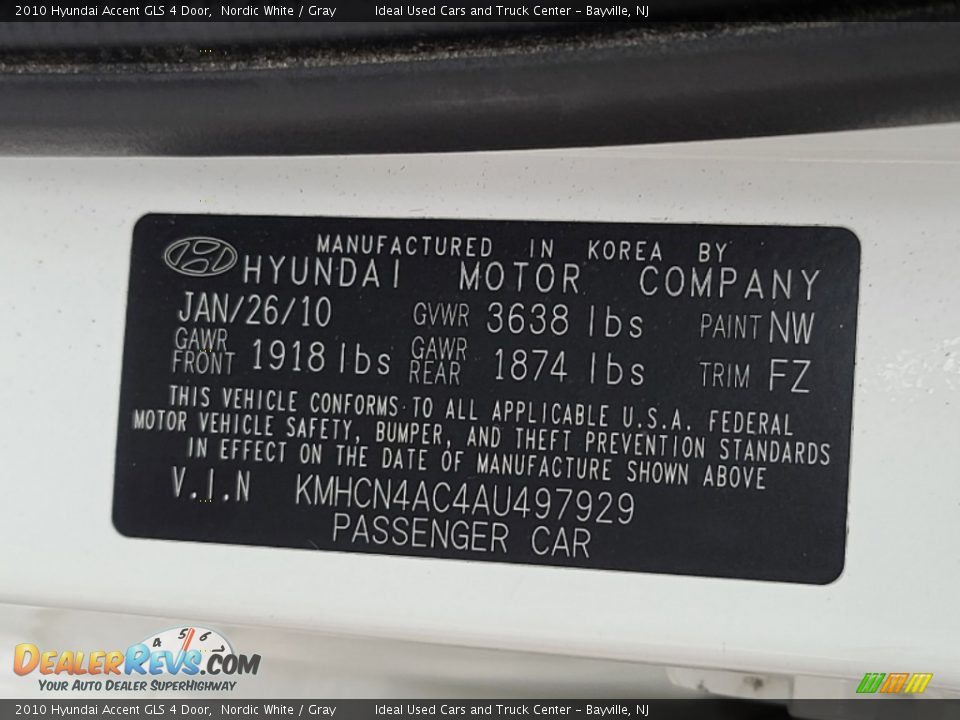 2010 Hyundai Accent GLS 4 Door, Nordic White / Gray Ideal Used Cars and Truck Center - Bayville, NJ
MANUFACTURED IN KOREA BY
HYUNDAI MOTOR COMPANY
JAN/26/10 GVWR 3638 lbs PAINT NW
GAWR FRONT 1918 lbs GAWR REAR 1874 lbs TRIM FZ
THIS VEHICLE CONFORMS TO ALL APPLICABLE U.S.A. FEDERAL
MOTOR VEHICLE SAFETY, BUMPER, AND THEFT PREVENTION STANDARDS
IN EFFECT ON THE DATE OF MANUFACTURE SHOWN ABOVE
V.I.N KMHCN4AC4AU497929
PASSENGER CAR
4 5 6
DEALERREVS.COM
YOUR AUTO DEALER SUPERHIGHWAY
2010 Hyundai Accent GLS 4 Door, Nordic White / Gray Ideal Used Cars and Truck Center - Bayville, NJ